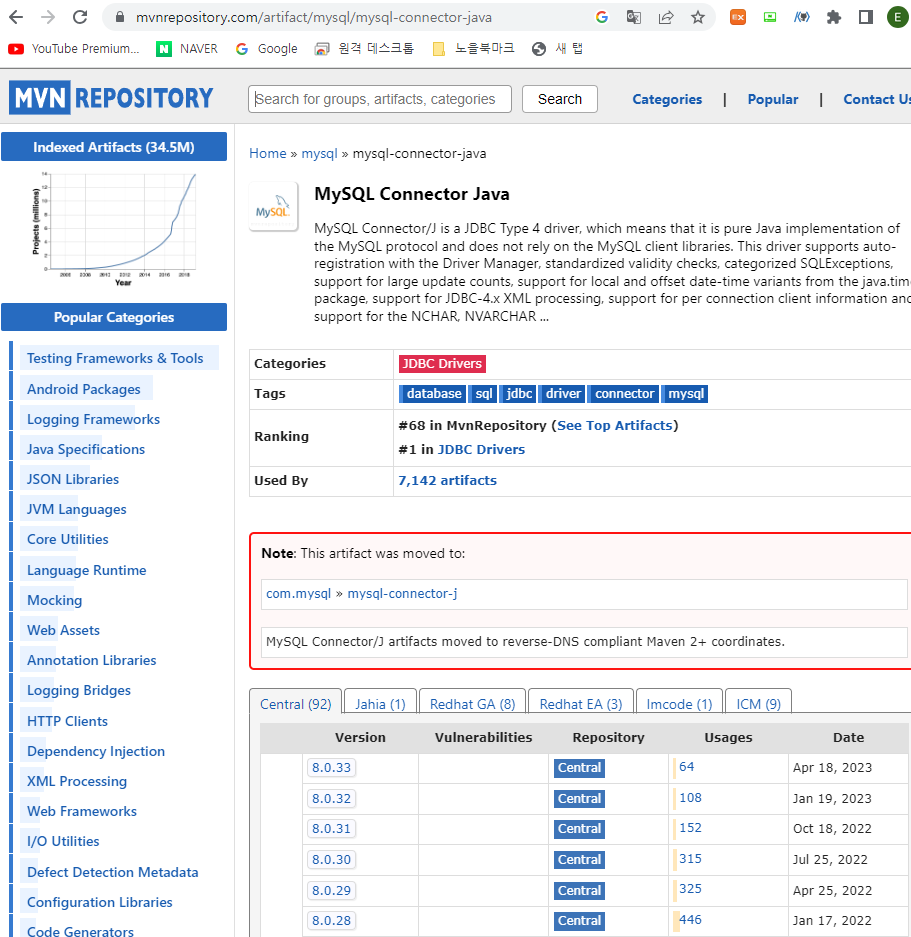 mvnrepository.com/artifact/mysql/mysql-connector-java
E
YouTube Premium...
N NAVER
Google
원격 데스크톱
노을북마크
새 탭
MVN REPOSITORY
Search for groups, artifacts, categories
Search
Categories | Popular | Contact Us
Indexed Artifacts (34.5M)
Projects (millions)
14
12
10
8
6
4
2
0
2006 2008 2010 2012 2014 2016 2018
Year
Popular Categories
Testing Frameworks & Tools
Android Packages
Logging Frameworks
Java Specifications
JSON Libraries
JVM Languages
Core Utilities
Language Runtime
Mocking
Web Assets
Annotation Libraries
Logging Bridges
HTTP Clients
Dependency Injection
XML Processing
Web Frameworks
I/O Utilities
Defect Detection Metadata
Configuration Libraries
Code Generators
Home » mysql » mysql-connector-java
MySQL
MySQL Connector Java
MySQL Connector/J is a JDBC Type 4 driver, which means that it is pure Java implementation of
the MySQL protocol and does not rely on the MySQL client libraries. This driver supports auto-
registration with the Driver Manager, standardized validity checks, categorized SQLExceptions,
support for large update counts, support for local and offset date-time variants from the java.time
package, support for JDBC-4.x XML processing, support for per connection client information and
support for the NCHAR, NVARCHAR ...
Categories JDBC Drivers
Tags database sql jdbc driver connector mysql
Ranking #68 in MvnRepository (See Top Artifacts)
#1 in JDBC Drivers
Used By 7,142 artifacts
Note: This artifact was moved to:
com.mysql » mysql-connector-j
MySQL Connector/J artifacts moved to reverse-DNS compliant Maven 2+ coordinates.
Central (92) Jahia (1) Redhat GA (8) Redhat EA (3) Imcode (1) ICM (9)
Version Vulnerabilities Repository Usages Date
8.0.33 Central 64 Apr 18, 2023
8.0.32 Central 108 Jan 19, 2023
8.0.31 Central 152 Oct 18, 2022
8.0.30 Central 315 Jul 25, 2022
8.0.29 Central 325 Apr 25, 2022
8.0.28 Central 446 Jan 17, 2022